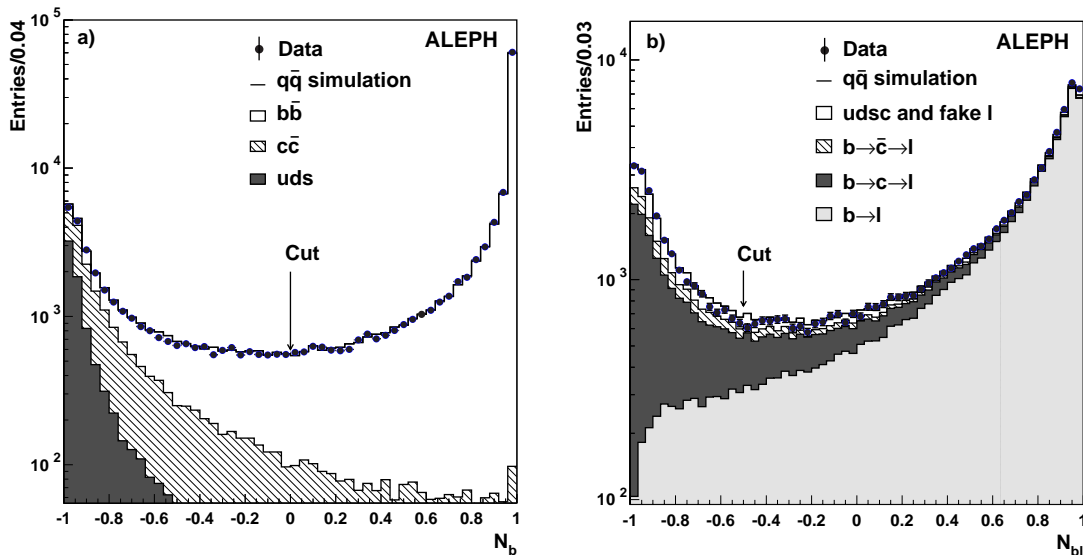 a)
ALEPH
Data
qq̄ simulation
bb̄
cc̄
uds
Cut
Entries/0.04
10^5
10^4
10^3
10^2
-1 -0.8 -0.6 -0.4 -0.2 0 0.2 0.4 0.6 0.8 1
N_b
b)
ALEPH
Data
qq̄ simulation
udsc and fake l
b→c̄→l
b→c→l
b→l
Cut
Entries/0.03
10^4
10^3
10^2
-1 -0.8 -0.6 -0.4 -0.2 0 0.2 0.4 0.6 0.8 1
N_bl